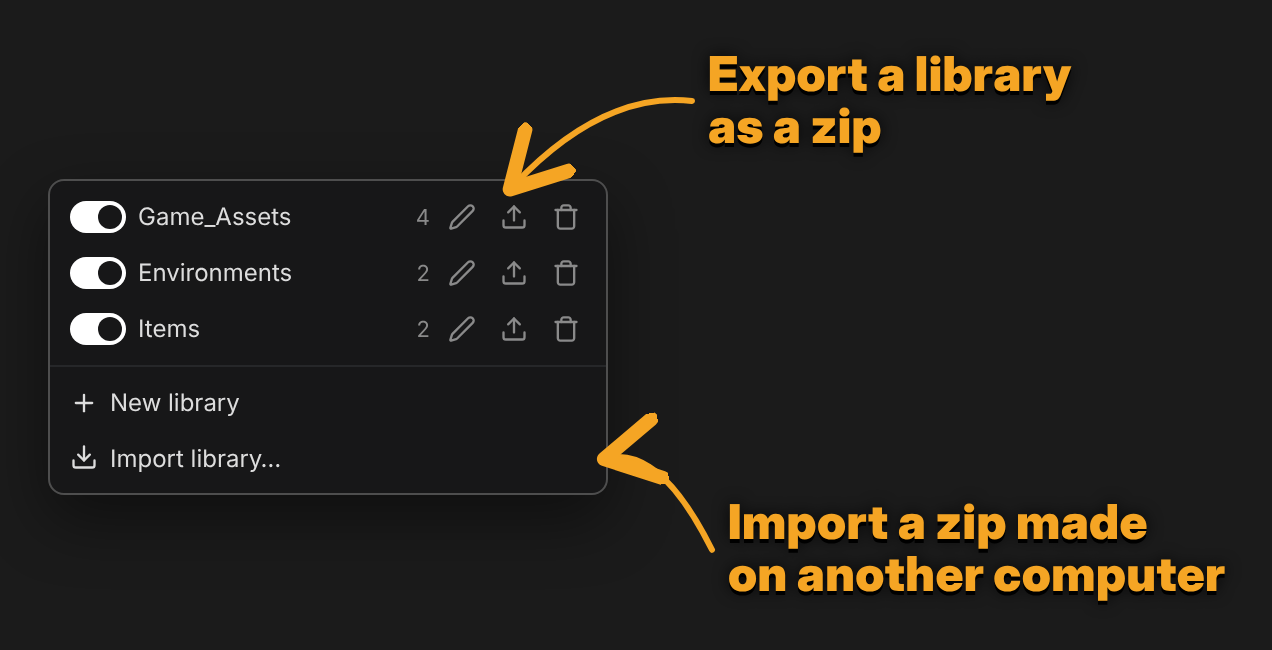 Export a library
as a zip
Game_Assets 4
Environments 2
Items 2
New library
Import library...
Import a zip made
on another computer